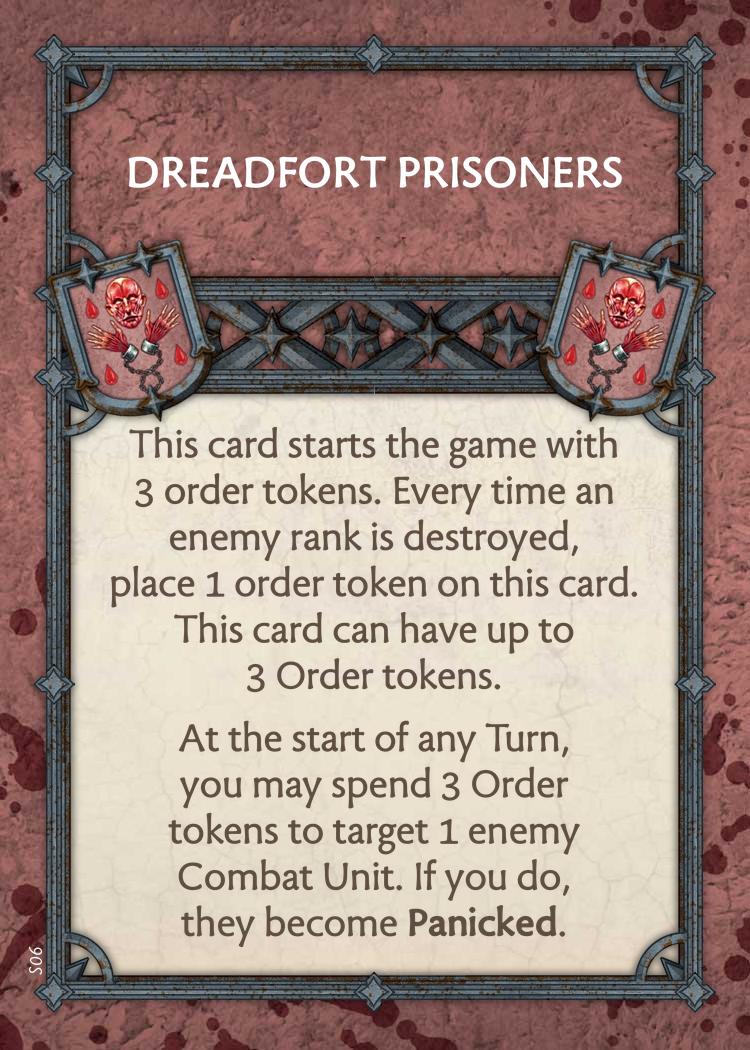 DREADFORT PRISONERS
This card starts the game with
3 order tokens. Every time an
enemy rank is destroyed,
place 1 order token on this card.
This card can have up to
3 Order tokens.
At the start of any Turn,
you may spend 3 Order
tokens to target 1 enemy
Combat Unit. If you do,
they become Panicked.
S06